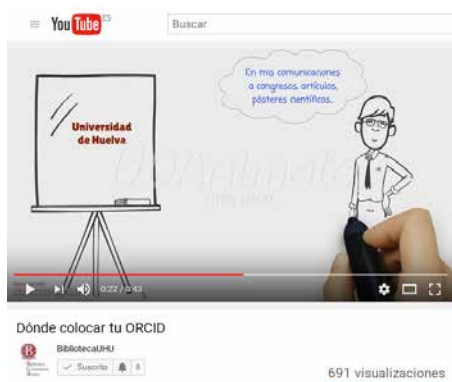 YouTube ES
Buscar
En mis comunicaciones
a congresos, artículos,
pósteres científicos...
Universidad
de Huelva
0:22 / 0:43
Dónde colocar tu ORCID
BibliotecaUHU
Suscrito 8
691 visualizaciones